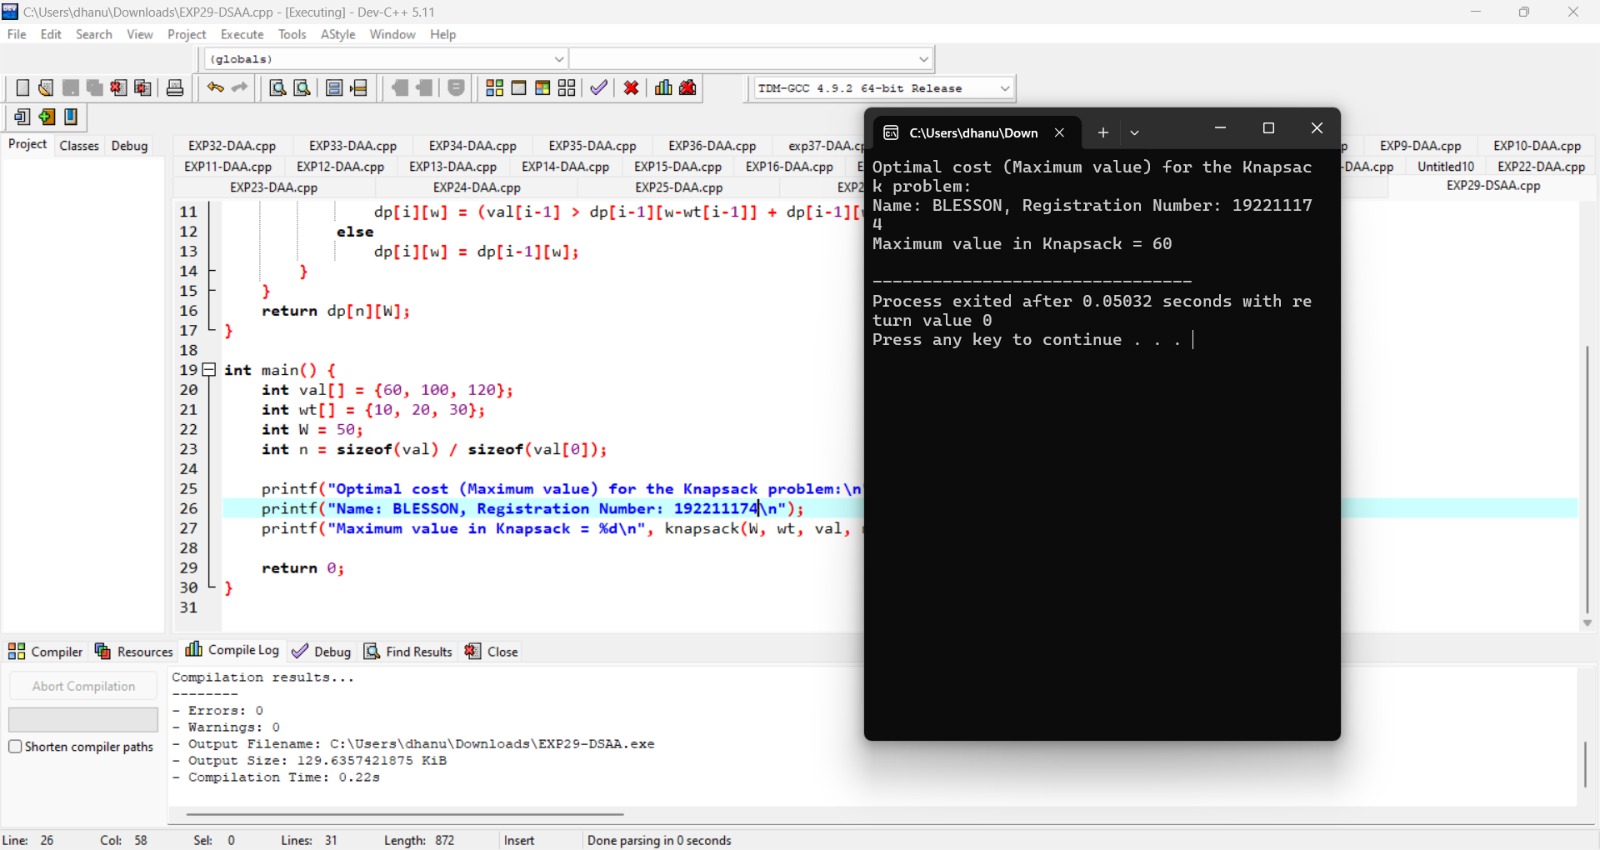 C:\Users\dhanu\Downloads\EXP29-DSAA.cpp - [Executing] - Dev-C++ 5.11
File Edit Search View Project Execute Tools AStyle Window Help
(globals)
TDM-GCC 4.9.2 64-bit Release
Project Classes Debug
EXP32-DAA.cpp EXP33-DAA.cpp EXP34-DAA.cpp EXP35-DAA.cpp EXP36-DAA.cpp exp37-DAA.c EXP9-DAA.cpp EXP10-DAA.cpp
EXP11-DAA.cpp EXP12-DAA.cpp EXP13-DAA.cpp EXP14-DAA.cpp EXP15-DAA.cpp EXP16-DAA.cpp -DAA.cpp Untitled10 EXP22-DAA.cpp
EXP23-DAA.cpp EXP24-DAA.cpp EXP25-DAA.cpp EXP2 EXP29-DSAA.cpp
11 dp[i][w] = (val[i-1] > dp[i-1][w-wt[i-1]] + dp[i-1][
12 else
13 dp[i][w] = dp[i-1][w];
14 }
15 }
16 return dp[n][W];
17 }
18
19 int main() {
20 int val[] = {60, 100, 120};
21 int wt[] = {10, 20, 30};
22 int W = 50;
23 int n = sizeof(val) / sizeof(val[0]);
24
25 printf("Optimal cost (Maximum value) for the Knapsack problem:\n
26 printf("Name: BLESSON, Registration Number: 192211174\n");
27 printf("Maximum value in Knapsack = %d\n", knapsack(W, wt, val,
28
29 return 0;
30 }
31
C:\Users\dhanu\Down
Optimal cost (Maximum value) for the Knapsac
k problem:
Name: BLESSON, Registration Number: 19221117
4
Maximum value in Knapsack = 60
--------------------------------
Process exited after 0.05032 seconds with re
turn value 0
Press any key to continue . . .
Compiler Resources Compile Log Debug Find Results Close
Abort Compilation
Shorten compiler paths
Compilation results...
--------
- Errors: 0
- Warnings: 0
- Output Filename: C:\Users\dhanu\Downloads\EXP29-DSAA.exe
- Output Size: 129.6357421875 KiB
- Compilation Time: 0.22s
Line: 26 Col: 58 Sel: 0 Lines: 31 Length: 872 Insert Done parsing in 0 seconds